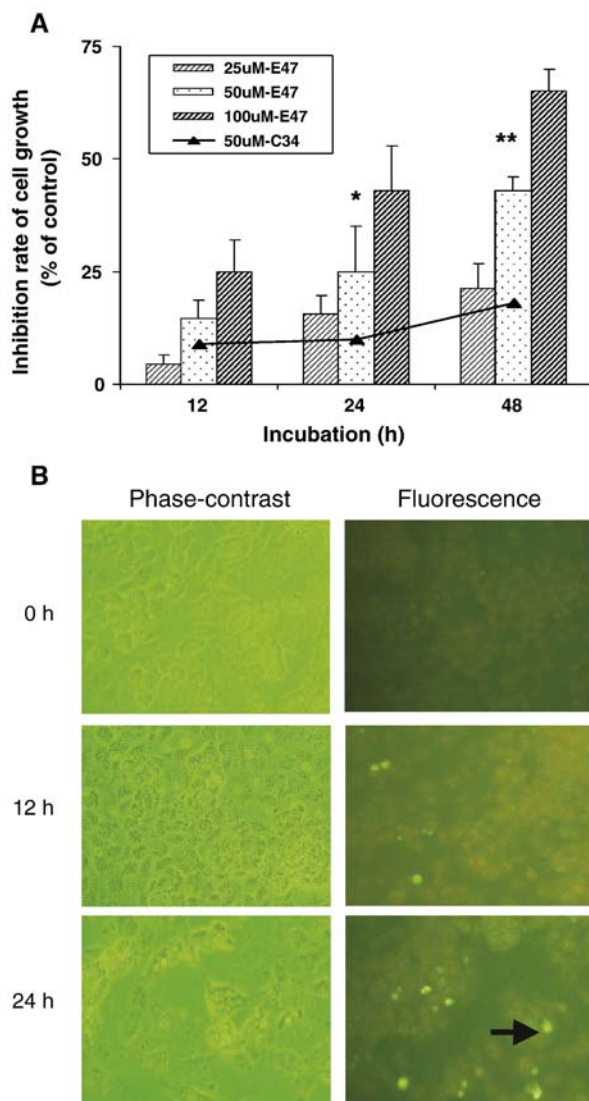 A
75
50
25
0
Inhibition rate of cell growth
(% of control)
25uM-E47
50uM-E47
100uM-E47
50uM-C34
*
**
12 24 48
Incubation (h)
B
Phase-contrast Fluorescence
0 h
12 h
24 h